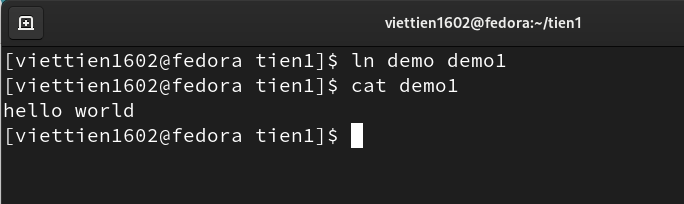 viettien1602@fedora:~/tien1
[viettien1602@fedora tien1]$ ln demo demo1
[viettien1602@fedora tien1]$ cat demo1
hello world
[viettien1602@fedora tien1]$